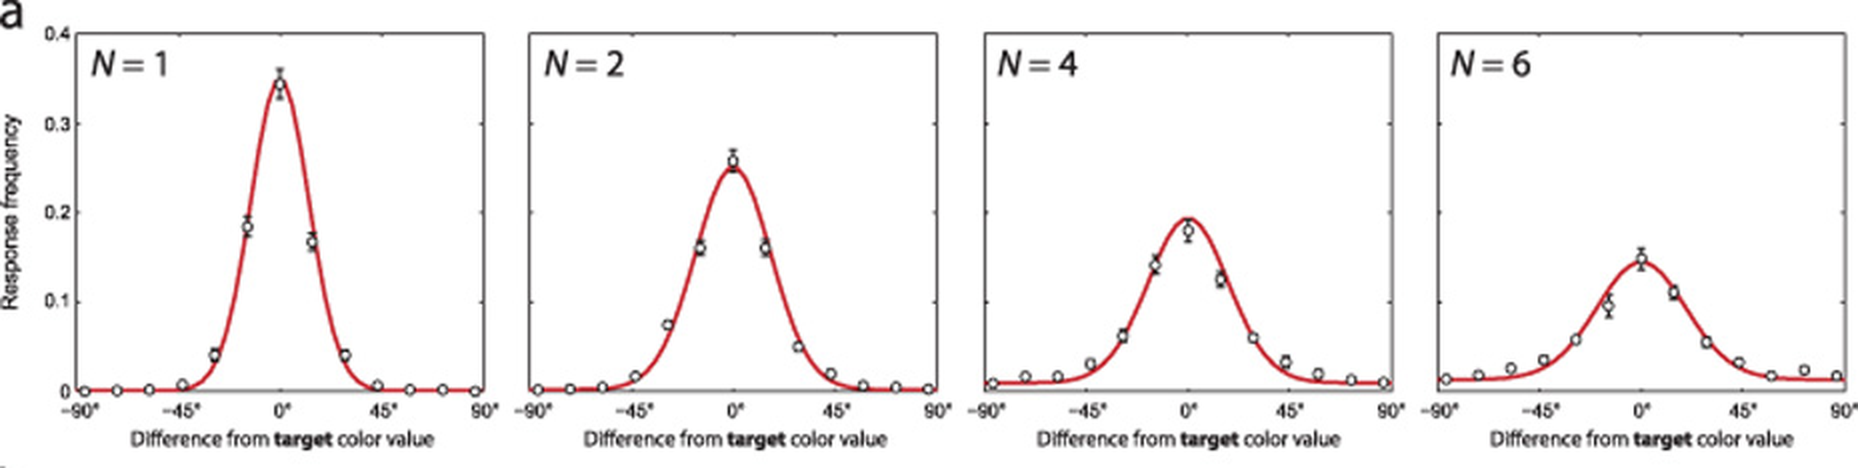 a
Response frequency
0.4
0.3
0.2
0.1
0
N = 1
−90° −45° 0° 45° 90°
Difference from target color value
N = 2
−90° −45° 0° 45° 90°
Difference from target color value
N = 4
−90° −45° 0° 45° 90°
Difference from target color value
N = 6
−90° −45° 0° 45° 90°
Difference from target color value